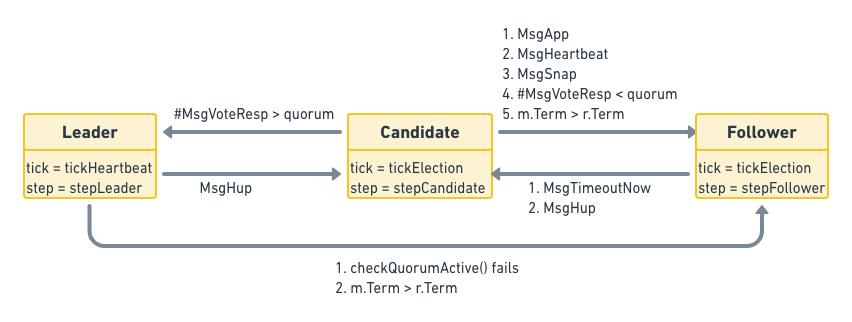 1. MsgApp
2. MsgHeartbeat
3. MsgSnap
4. #MsgVoteResp < quorum
5. m.Term > r.Term
#MsgVoteResp > quorum
Leader
tick = tickHeartbeat
step = stepLeader
MsgHup
Candidate
tick = tickElection
step = stepCandidate
1. MsgTimeoutNow
2. MsgHup
Follower
tick = tickElection
step = stepFollower
1. checkQuorumActive() fails
2. m.Term > r.Term